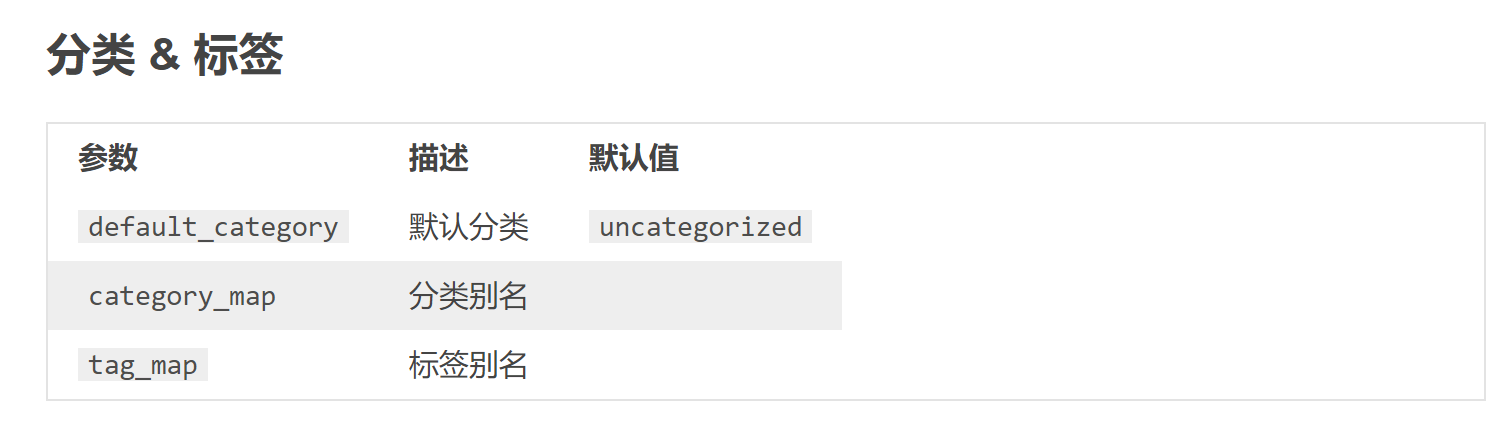 分类 & 标签
参数 描述 默认值
default_category 默认分类 uncategorized
category_map 分类别名
tag_map 标签别名